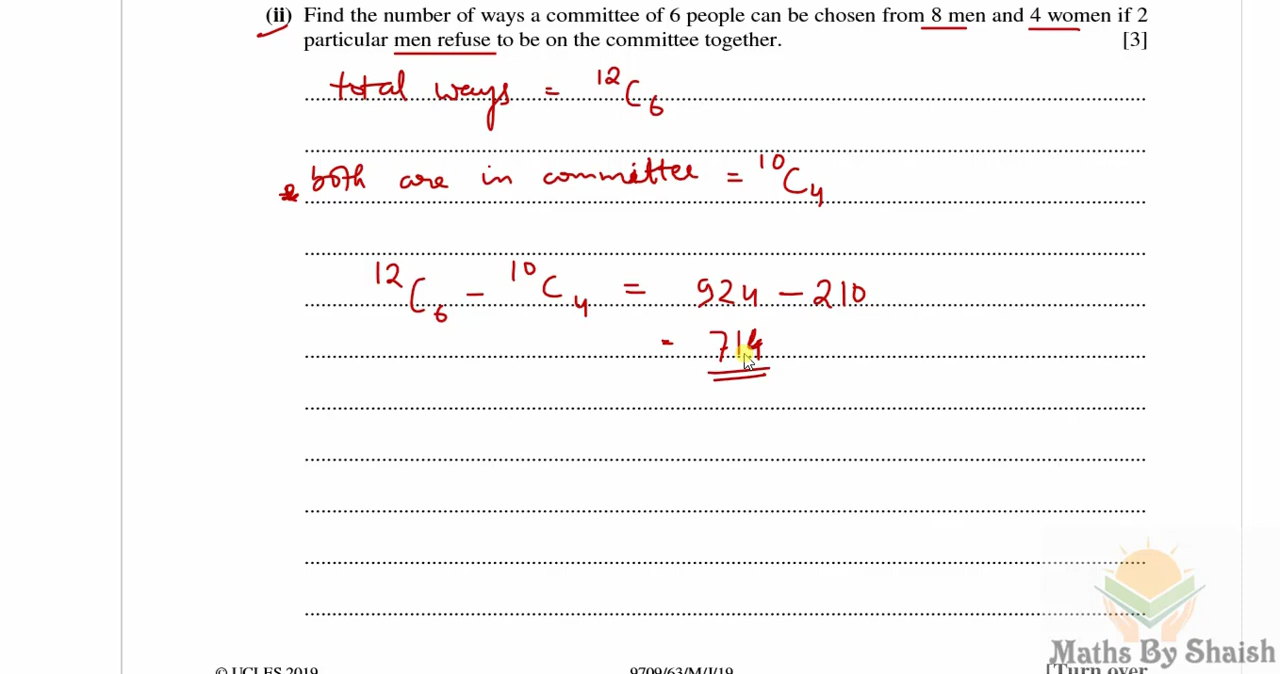 (ii) Find the number of ways a committee of 6 people can be chosen from 8 men and 4 women if 2
particular men refuse to be on the committee together. [3]
total ways = ¹²C₆
both are in committee = ¹⁰C₄
¹²C₆ - ¹⁰C₄ = 924 - 210
= 714
Maths By Shaish
© UCLES 2019 9709/63/M/J/19 [Turn over